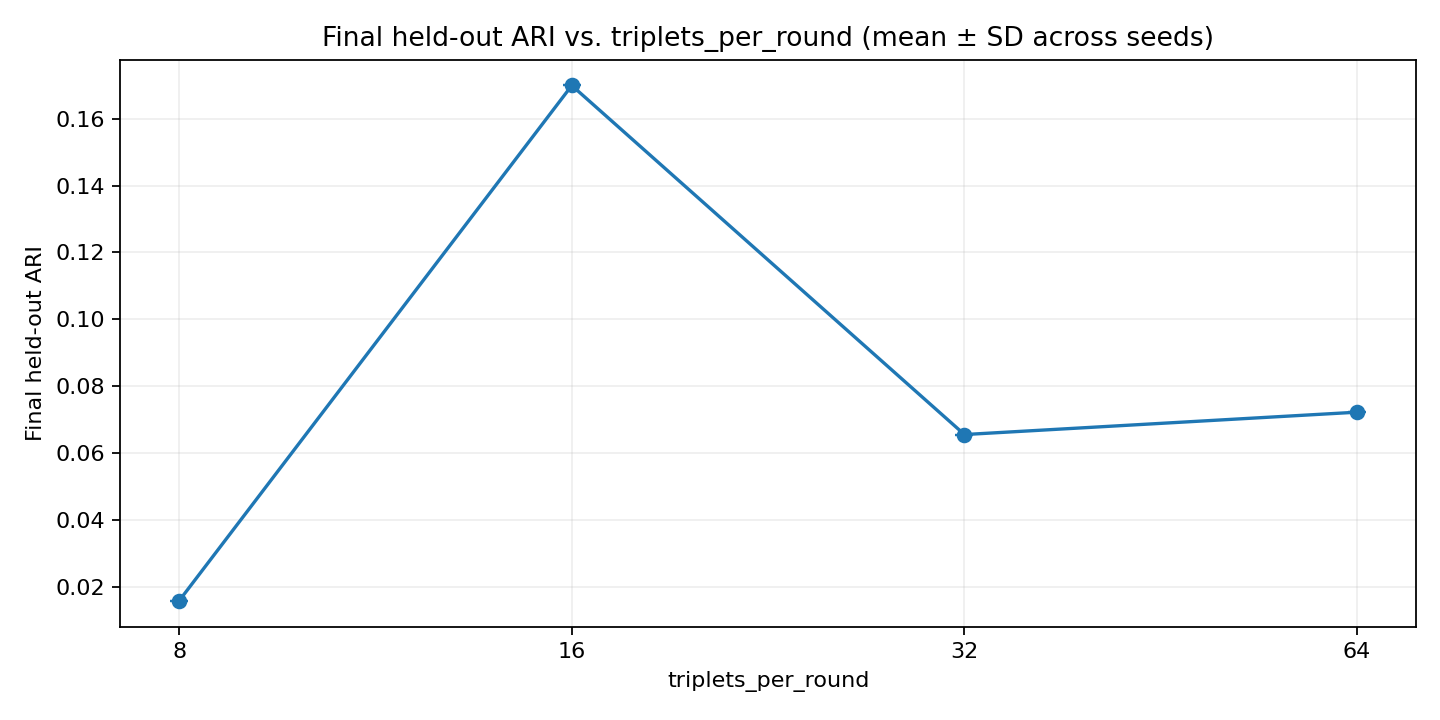 Final held-out ARI vs. triplets_per_round (mean ± SD across seeds)
Final held-out ARI
0.16
0.14
0.12
0.10
0.08
0.06
0.04
0.02
8 16 32 64
triplets_per_round